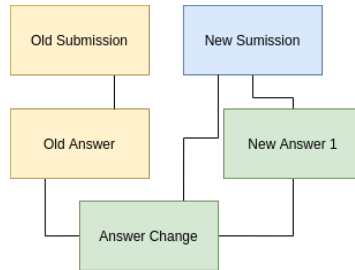 Old Submission
New Sumission
Old Answer
New Answer 1
Answer Change